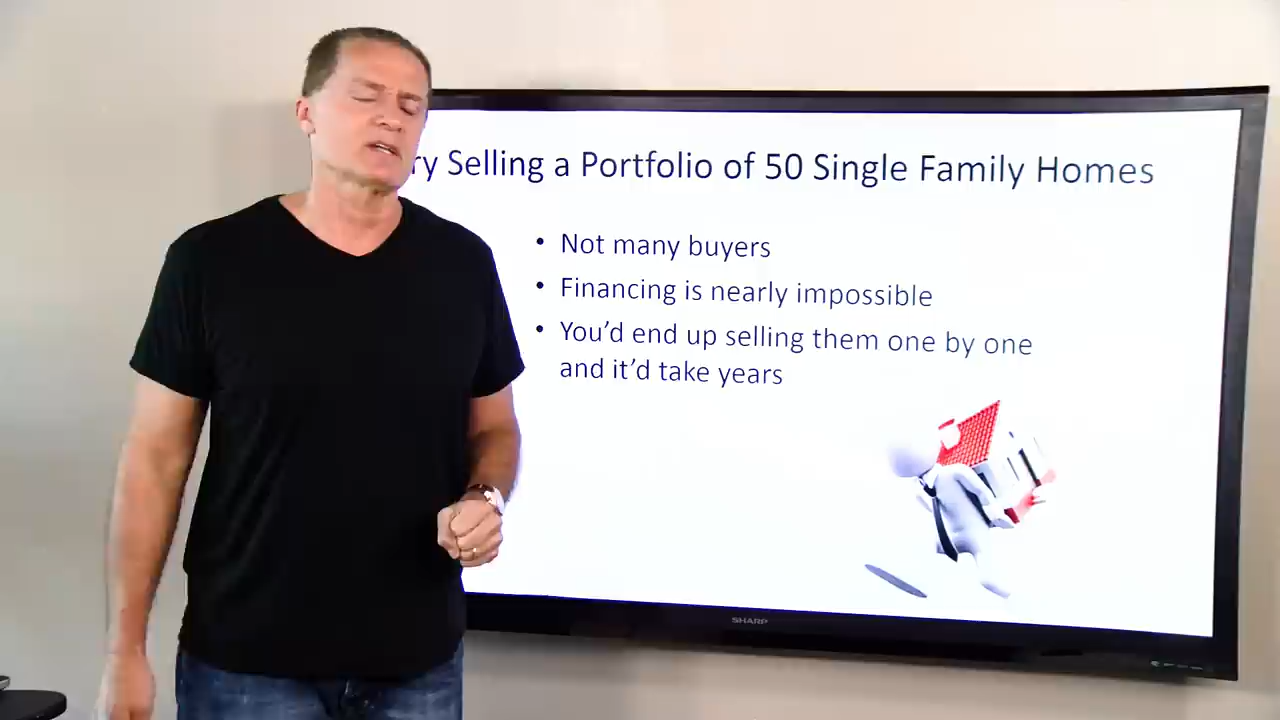 Selling a Portfolio of 50 Single Family Homes
• Not many buyers
• Financing is nearly impossible
• You’d end up selling them one by one
and it’d take years
SHARP